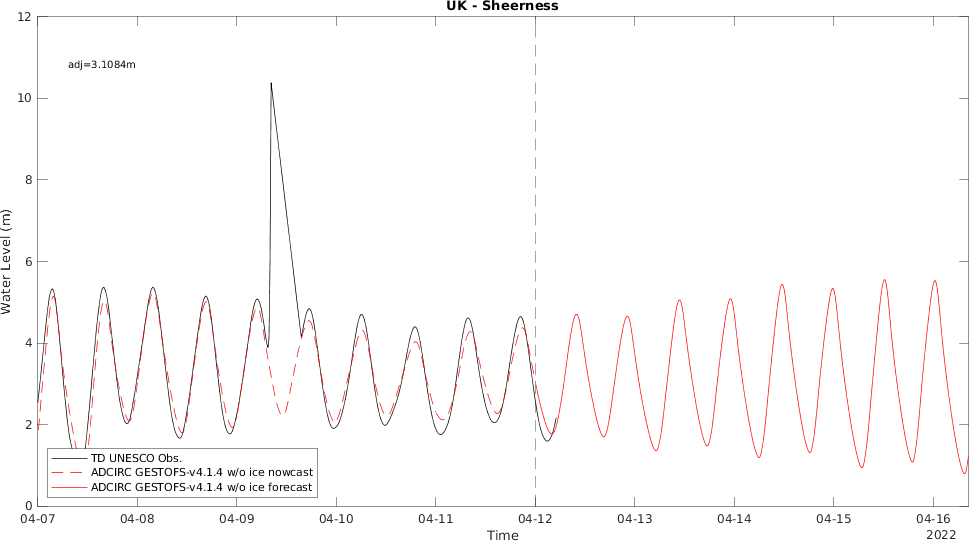 UK - Sheerness
adj=3.1084m
12
10
8
6
4
2
0
Water Level (m)
TD UNESCO Obs.
ADCIRC GESTOFS-v4.1.4 w/o ice nowcast
ADCIRC GESTOFS-v4.1.4 w/o ice forecast
04-07 04-08 04-09 04-10 04-11 04-12 04-13 04-14 04-15 04-16
Time
2022